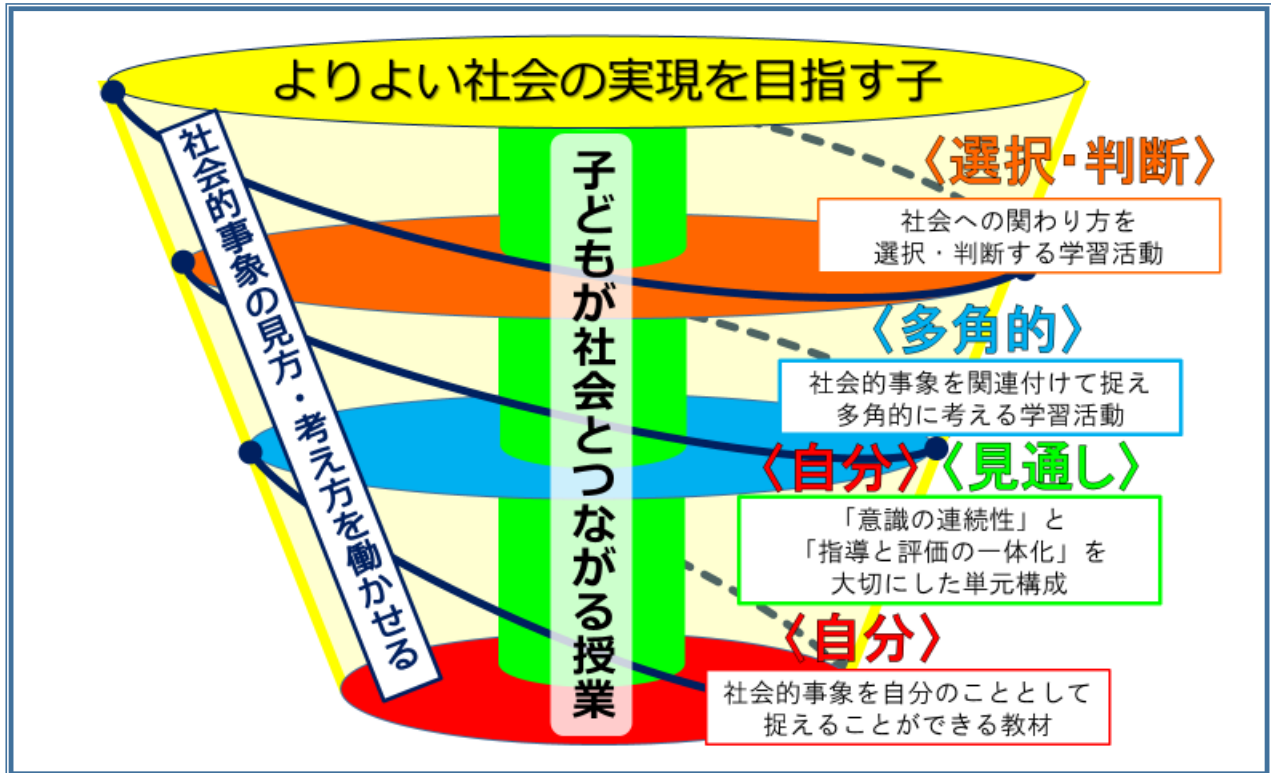 よりよい社会の実現を目指す子
社会的事象の見方・考え方を働かせる
子どもが社会とつながる授業
〈選択・判断〉
社会への関わり方を
選択・判断する学習活動
〈多角的〉
社会的事象を関連付けて捉え
多角的に考える学習活動
〈自分〉〈見通し〉
「意識の連続性」と
「指導と評価の一体化」を
大切にした単元構成
〈自分〉
社会的事象を自分のこととして
捉えることができる教材